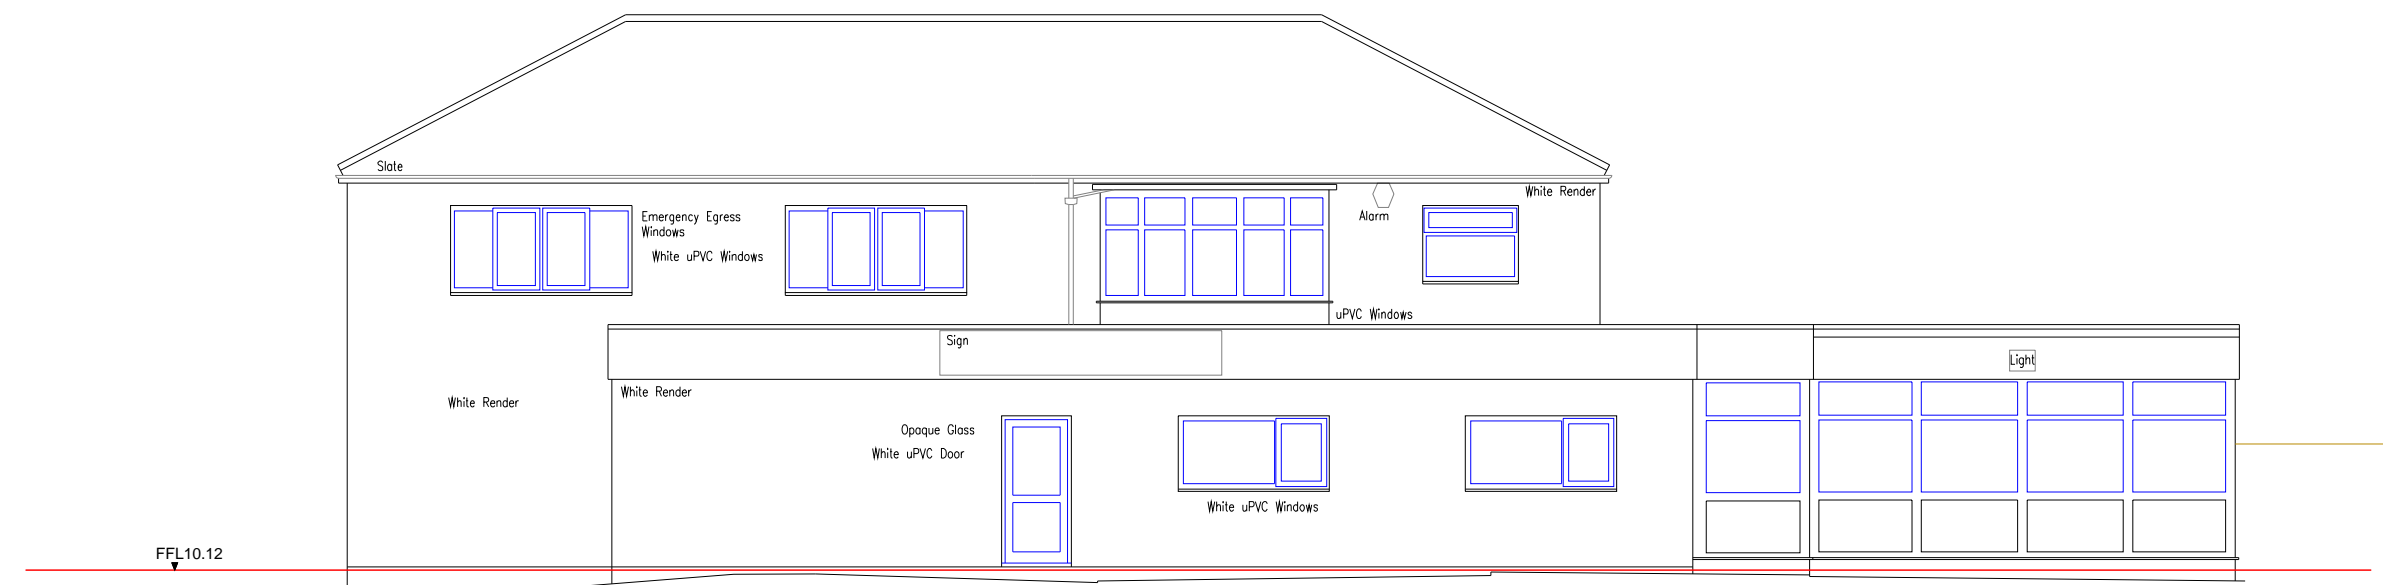 Slate
White Render
Emergency Egress
Windows
Alarm
White uPVC Windows
uPVC Windows
Sign
Light
White Render
White Render
Opaque Glass
White uPVC Door
White uPVC Windows
FFL10.12